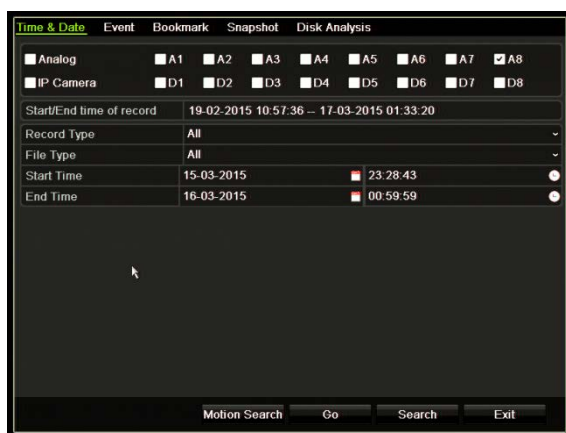 Time & Date Event Bookmark Snapshot Disk Analysis
Analog A1 A2 A3 A4 A5 A6 A7 A8
IP Camera D1 D2 D3 D4 D5 D6 D7 D8
Start/End time of record 19-02-2015 10:57:36 -- 17-03-2015 01:33:20
Record Type All
File Type All
Start Time 15-03-2015 23:28:43
End Time 16-03-2015 00:59:59
Motion Search Go Search Exit